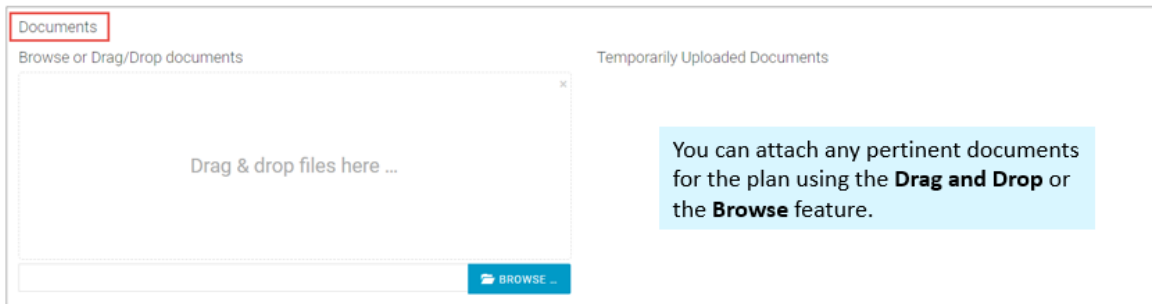 Documents
Browse or Drag/Drop documents
Temporarily Uploaded Documents
Drag & drop files here ...
You can attach any pertinent documents
for the plan using the Drag and Drop or
the Browse feature.
BROWSE ...